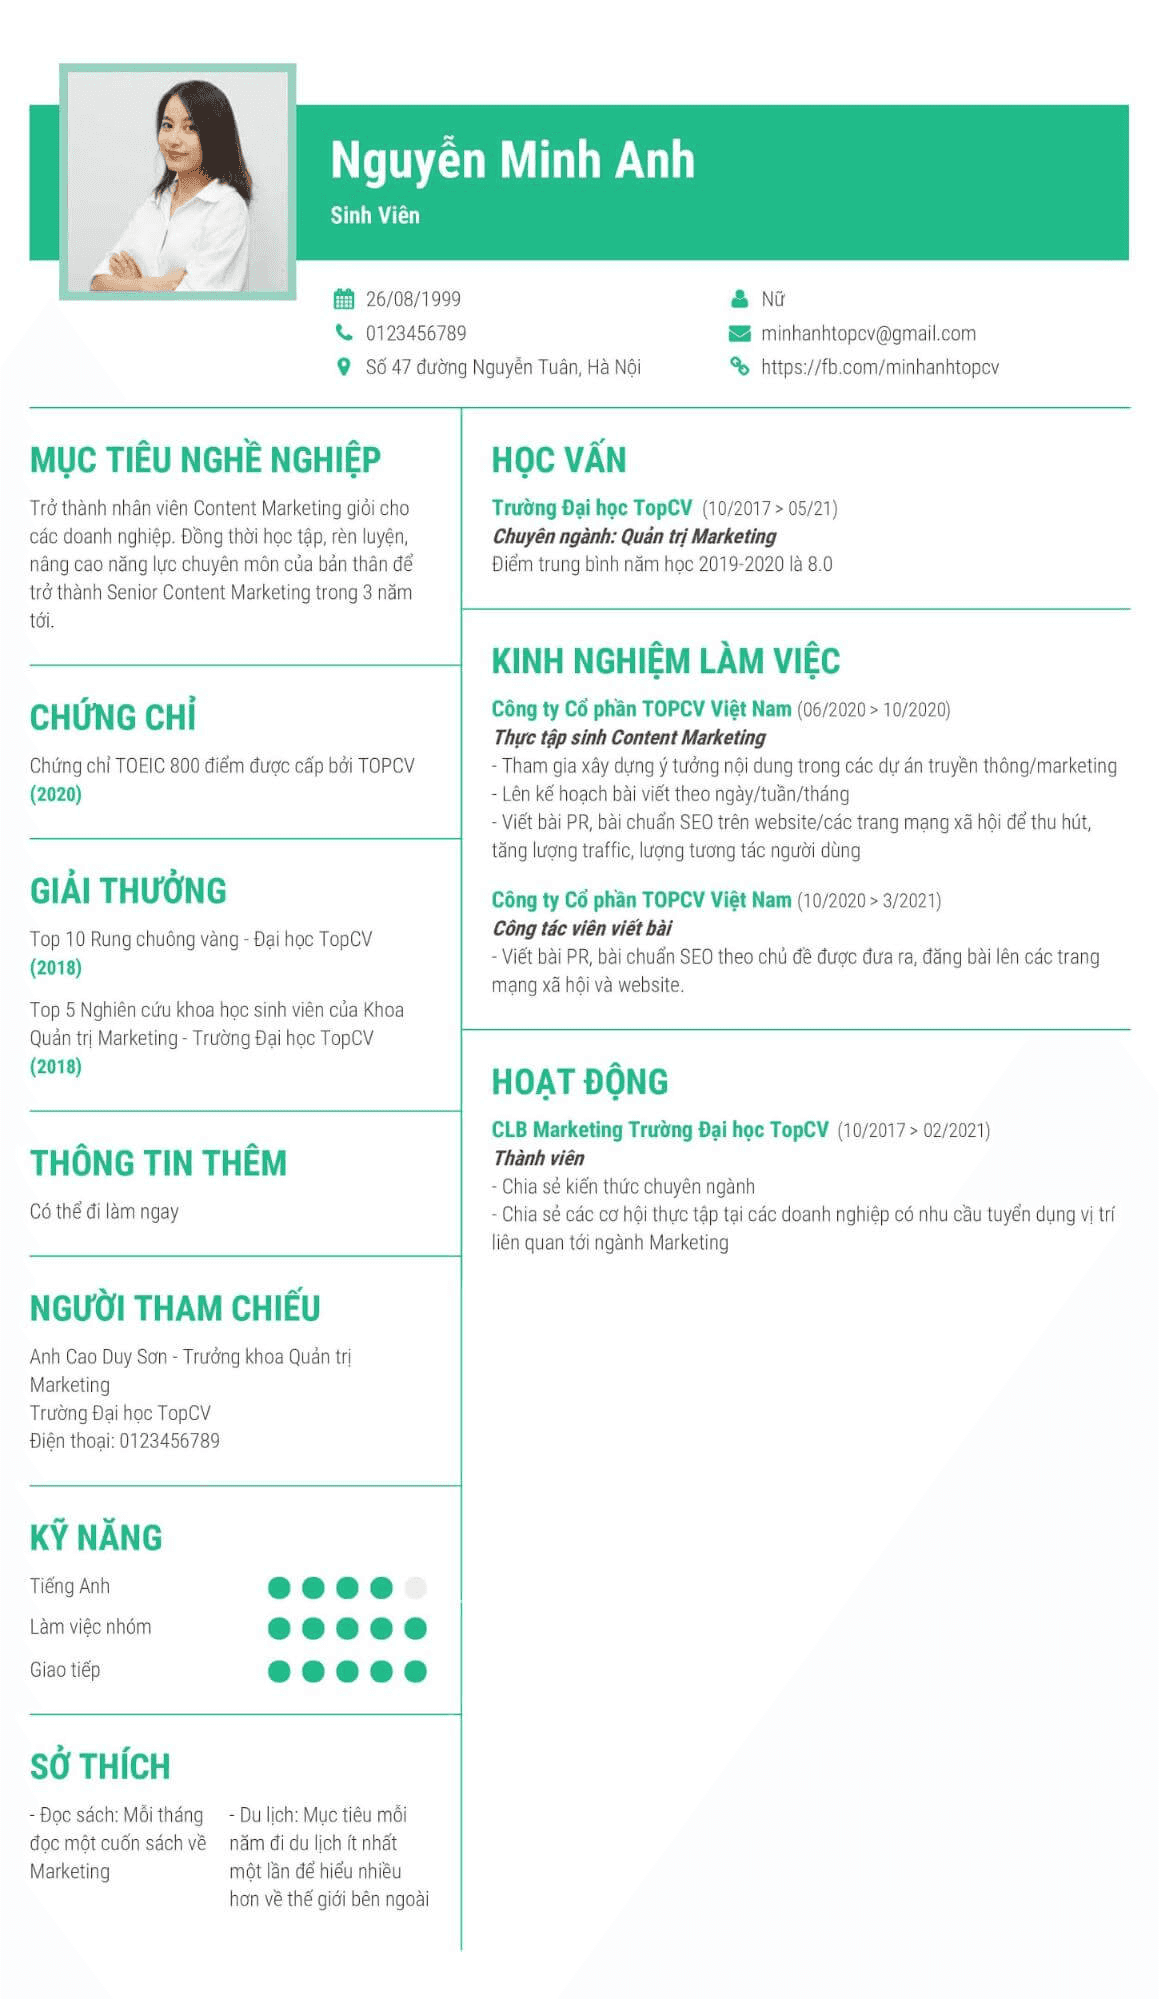 Nguyễn Minh Anh
Sinh Viên
26/08/1999
Nữ
0123456789
minhanhtopcv@gmail.com
Số 47 đường Nguyễn Tuân, Hà Nội
https://fb.com/minhanhtopcv
MỤC TIÊU NGHỀ NGHIỆP
Trở thành nhân viên Content Marketing giỏi cho
các doanh nghiệp. Đồng thời học tập, rèn luyện,
nâng cao năng lực chuyên môn của bản thân để
trở thành Senior Content Marketing trong 3 năm
tới.
CHỨNG CHỈ
Chứng chỉ TOEIC 800 điểm được cấp bởi TOPCV
(2020)
GIẢI THƯỞNG
Top 10 Rung chuông vàng - Đại học TopCV
(2018)
Top 5 Nghiên cứu khoa học sinh viên của Khoa
Quản trị Marketing - Trường Đại học TopCV
(2018)
THÔNG TIN THÊM
Có thể đi làm ngay
NGƯỜI THAM CHIẾU
Anh Cao Duy Sơn - Trưởng khoa Quản trị
Marketing
Trường Đại học TopCV
Điện thoại: 0123456789
KỸ NĂNG
Tiếng Anh
Làm việc nhóm
Giao tiếp
SỞ THÍCH
- Đọc sách: Mỗi tháng
đọc một cuốn sách về
Marketing
- Du lịch: Mục tiêu mỗi
năm đi du lịch ít nhất
một lần để hiểu nhiều
hơn về thế giới bên ngoài
HỌC VẤN
Trường Đại học TopCV (10/2017 > 05/21)
Chuyên ngành: Quản trị Marketing
Điểm trung bình năm học 2019-2020 là 8.0
KINH NGHIỆM LÀM VIỆC
Công ty Cổ phần TOPCV Việt Nam (06/2020 > 10/2020)
Thực tập sinh Content Marketing
- Tham gia xây dựng ý tưởng nội dung trong các dự án truyền thông/marketing
- Lên kế hoạch bài viết theo ngày/tuần/tháng
- Viết bài PR, bài chuẩn SEO trên website/các trang mạng xã hội để thu hút,
tăng lượng traffic, lượng tương tác người dùng
Công ty Cổ phần TOPCV Việt Nam (10/2020 > 3/2021)
Công tác viên viết bài
- Viết bài PR, bài chuẩn SEO theo chủ đề được đưa ra, đăng bài lên các trang
mạng xã hội và website.
HOẠT ĐỘNG
CLB Marketing Trường Đại học TopCV (10/2017 > 02/2021)
Thành viên
- Chia sẻ kiến thức chuyên ngành
- Chia sẻ các cơ hội thực tập tại các doanh nghiệp có nhu cầu tuyển dụng vị trí
liên quan tới ngành Marketing